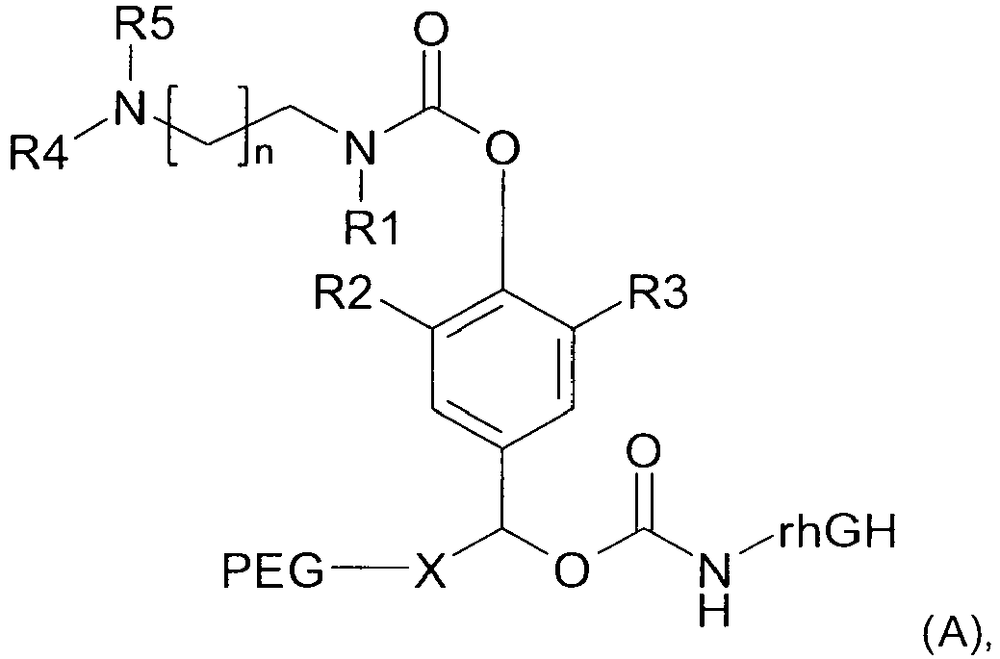 R5
O
N [ ]n
R4
N
O
R1
R2
R3
O
rhGH
PEG X O N
H
(A),